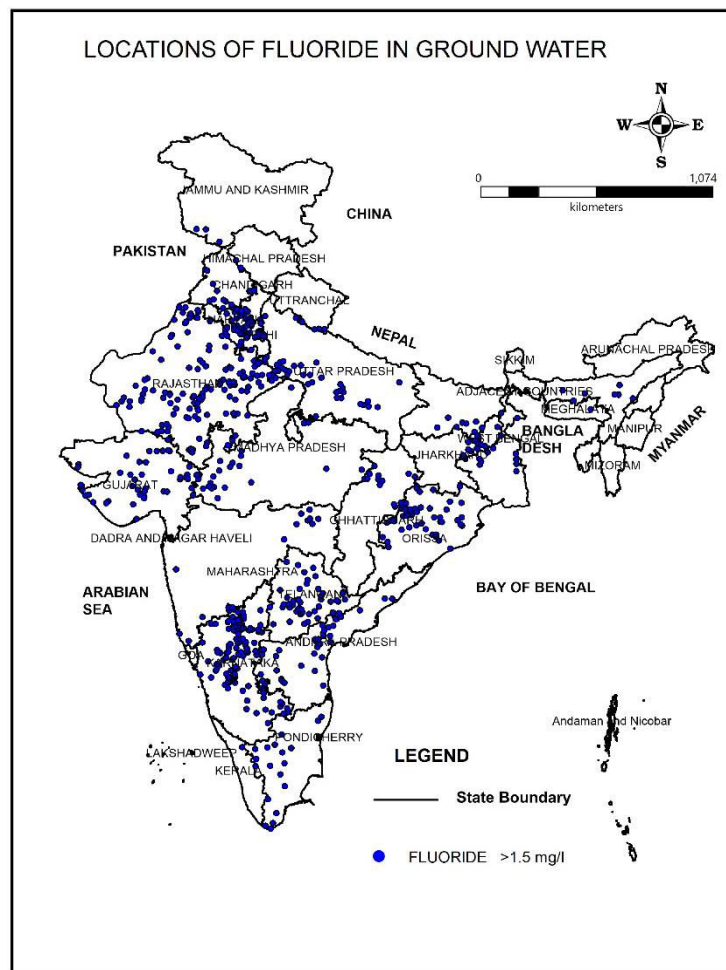 LOCATIONS OF FLUORIDE IN GROUND WATER
N
W E
S
0 1,074
kilometers
JAMMU AND KASHMIR
CHINA
PAKISTAN
HIMACHAL PRADESH
CHANDIGARH
UTTRANCHAL
NEPAL
ARUNACHAL PRADESH
SIKKIM
UTTAR PRADESH
RAJASTHAN
ADJACENT COUNTRIES
MEGHALAYA
BANGLA
DESH
MANIPUR
MYANMAR
WEST BENGAL
MADHYA PRADESH
JHARKHAND
MIZORAM
GUJARAT
CHHATTISGARH
ORISSA
DADRA AND NAGAR HAVELI
MAHARASHTRA
ARABIAN
SEA
BAY OF BENGAL
TELANGANA
ANDHRA PRADESH
GOA
KARNATAKA
Andaman and Nicobar
PONDICHERRY
LAKSHADWEEP
LEGEND
KERALA
State Boundary
FLUORIDE >1.5 mg/l